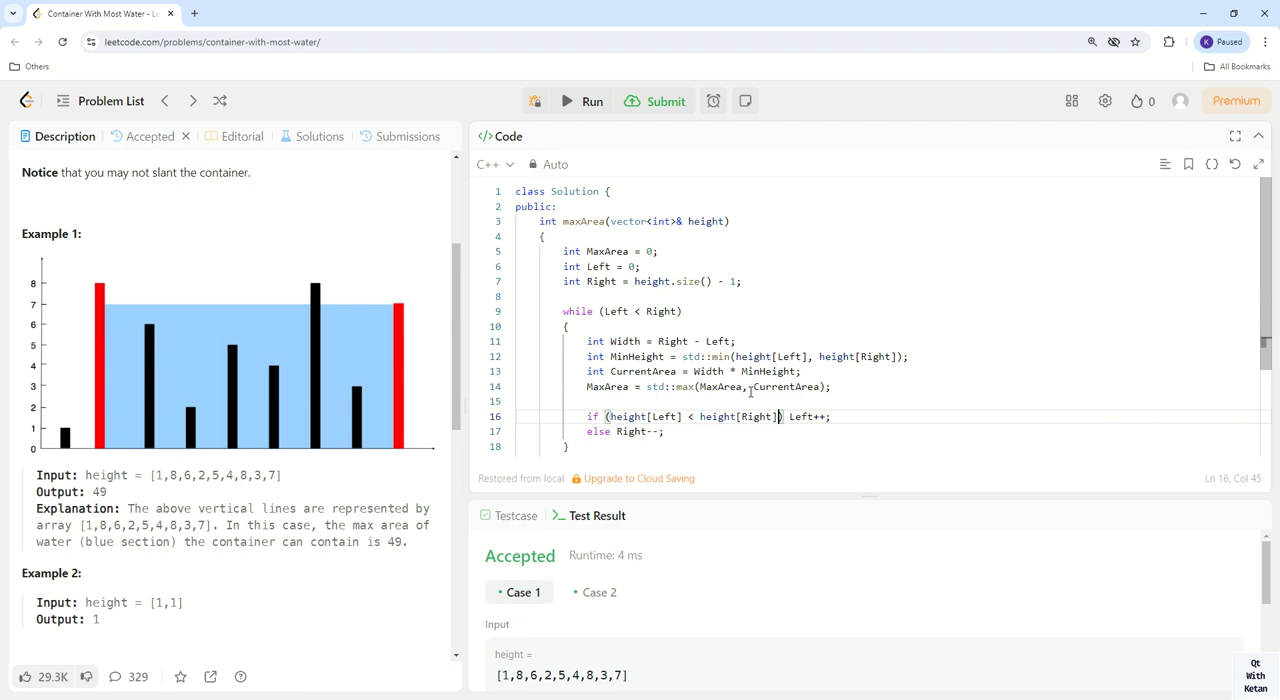 Container With Most Water - Le
leetcode.com/problems/container-with-most-water/
K Paused
Others
All Bookmarks
Problem List
Run
Submit
0
Premium
Description
Accepted
Editorial
Solutions
Submissions
Notice that you may not slant the container.
Example 1:
8
7
6
5
4
3
2
1
0
Input: height = [1,8,6,2,5,4,8,3,7]
Output: 49
Explanation: The above vertical lines are represented by
array [1,8,6,2,5,4,8,3,7]. In this case, the max area of
water (blue section) the container can contain is 49.
Example 2:
Input: height = [1,1]
Output: 1
29.3K
329
</> Code
C++
Auto
1 class Solution {
2 public:
3 int maxArea(vector<int>& height)
4 {
5 int MaxArea = 0;
6 int Left = 0;
7 int Right = height.size() - 1;
8
9 while (Left < Right)
10 {
11 int Width = Right - Left;
12 int MinHeight = std::min(height[Left], height[Right]);
13 int CurrentArea = Width * MinHeight;
14 MaxArea = std::max(MaxArea, CurrentArea);
15
16 if (height[Left] < height[Right]) Left++;
17 else Right--;
18 }
Restored from local
Upgrade to Cloud Saving
Ln 16, Col 45
Testcase
>_ Test Result
Accepted
Runtime: 4 ms
• Case 1
• Case 2
Input
height =
[1,8,6,2,5,4,8,3,7]
Qt
With
Ketan